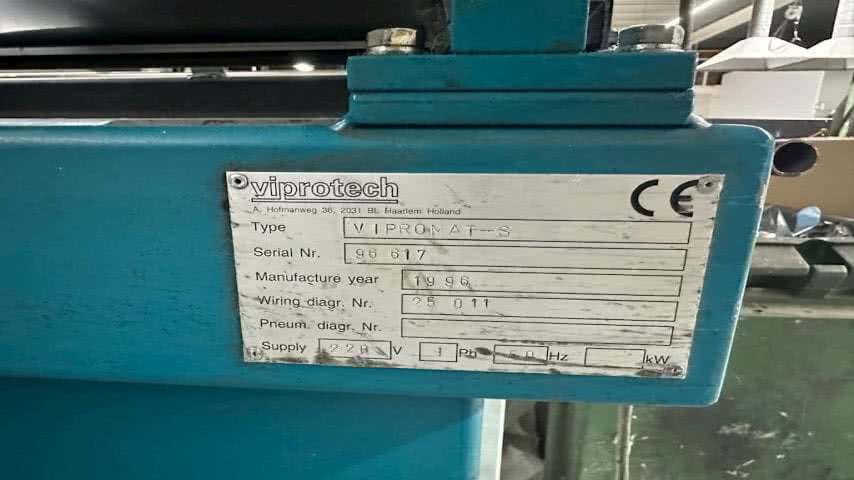 viprotech
CE
A. Hofmanweg 36, 2031 BL Haarlem Holland
Type VIPROMAT-S
Serial Nr. 96 617
Manufacture year 1996
Wiring diagr. Nr. 25 011
Pneum. diagr. Nr.
Supply 220 V 1 Ph Hz kW